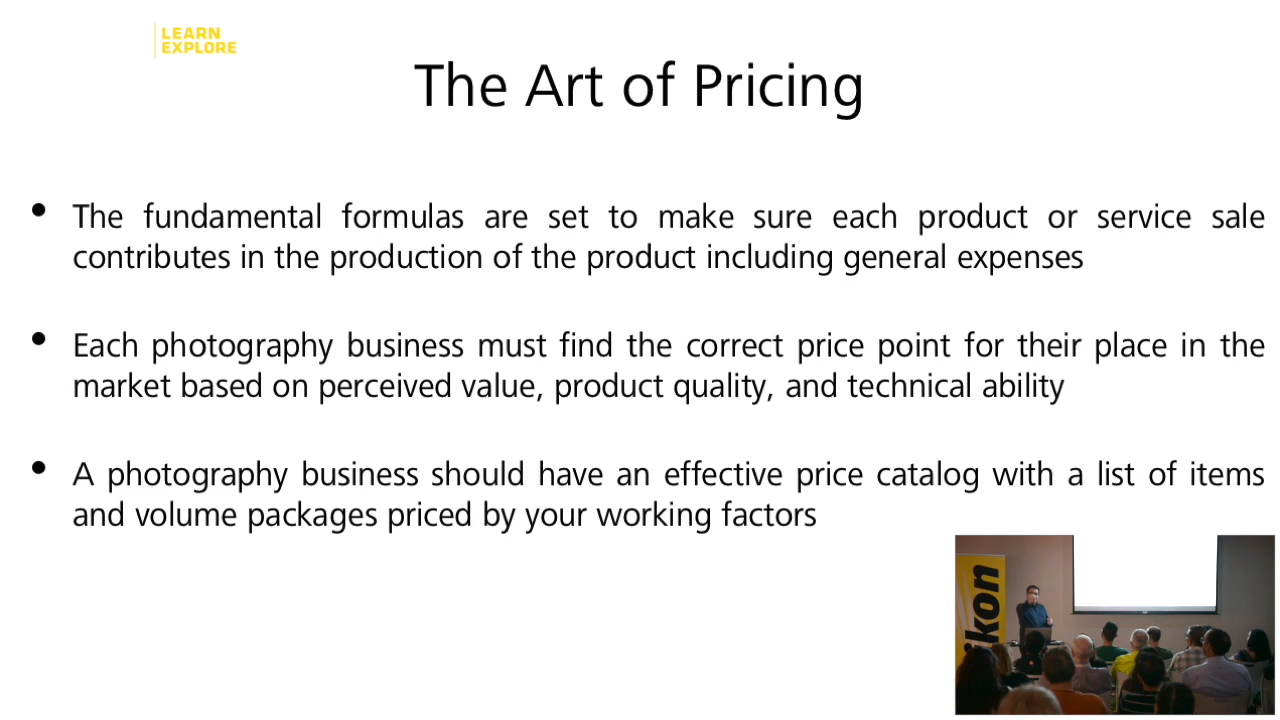 LEARN
EXPLORE
The Art of Pricing
• The fundamental formulas are set to make sure each product or service sale
contributes in the production of the product including general expenses
• Each photography business must find the correct price point for their place in the
market based on perceived value, product quality, and technical ability
• A photography business should have an effective price catalog with a list of items
and volume packages priced by your working factors
ikon